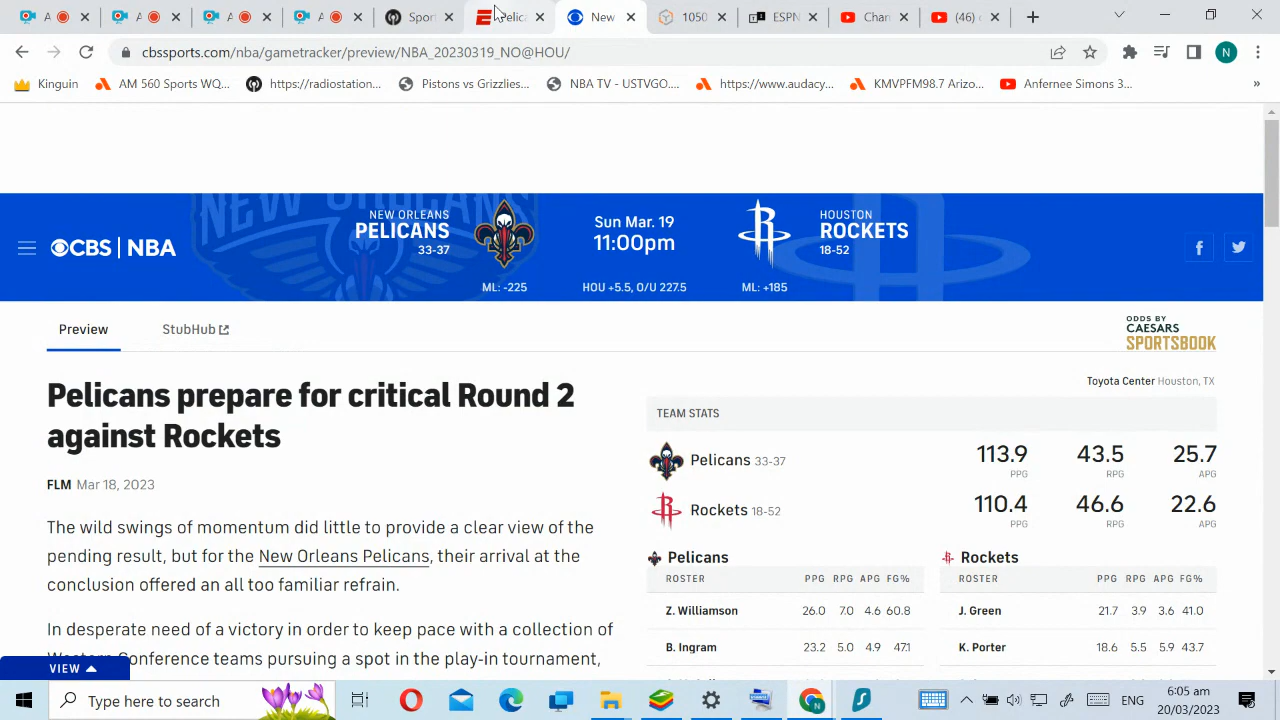 A
A
A
A
Sport
Pelica
New
1050
ESPN
Chan
(46)
cbssports.com/nba/gametracker/preview/NBA_20230319_NO@HOU/
N
Kinguin
AM 560 Sports WQ...
https://radiostation...
Pistons vs Grizzlies...
NBA TV - USTVGO....
https://www.audacy...
KMVPFM98.7 Arizo...
Anfernee Simons 3...
»
NEW ORLEANS
PELICANS
33-37
Sun Mar. 19
11:00pm
HOUSTON
ROCKETS
18-52
CBS | NBA
ML: -225
HOU +5.5, O/U 227.5
ML: +185
Preview
StubHub
ODDS BY
CAESARS
SPORTSBOOK
Pelicans prepare for critical Round 2
against Rockets
FLM Mar 18, 2023
The wild swings of momentum did little to provide a clear view of the
pending result, but for the New Orleans Pelicans, their arrival at the
conclusion offered an all too familiar refrain.
In desperate need of a victory in order to keep pace with a collection of
Western Conference teams pursuing a spot in the play-in tournament,
VIEW
Toyota Center Houston, TX
TEAM STATS
Pelicans 33-37 113.9 43.5 25.7
PPG RPG APG
Rockets 18-52 110.4 46.6 22.6
PPG RPG APG
Pelicans
ROSTER PPG RPG APG FG%
Z. Williamson 26.0 7.0 4.6 60.8
B. Ingram 23.2 5.0 4.9 47.1
Rockets
ROSTER PPG RPG APG FG%
J. Green 21.7 3.9 3.6 41.0
K. Porter 18.6 5.5 5.9 43.7
Type here to search
ENG
6:05 am
20/03/2023